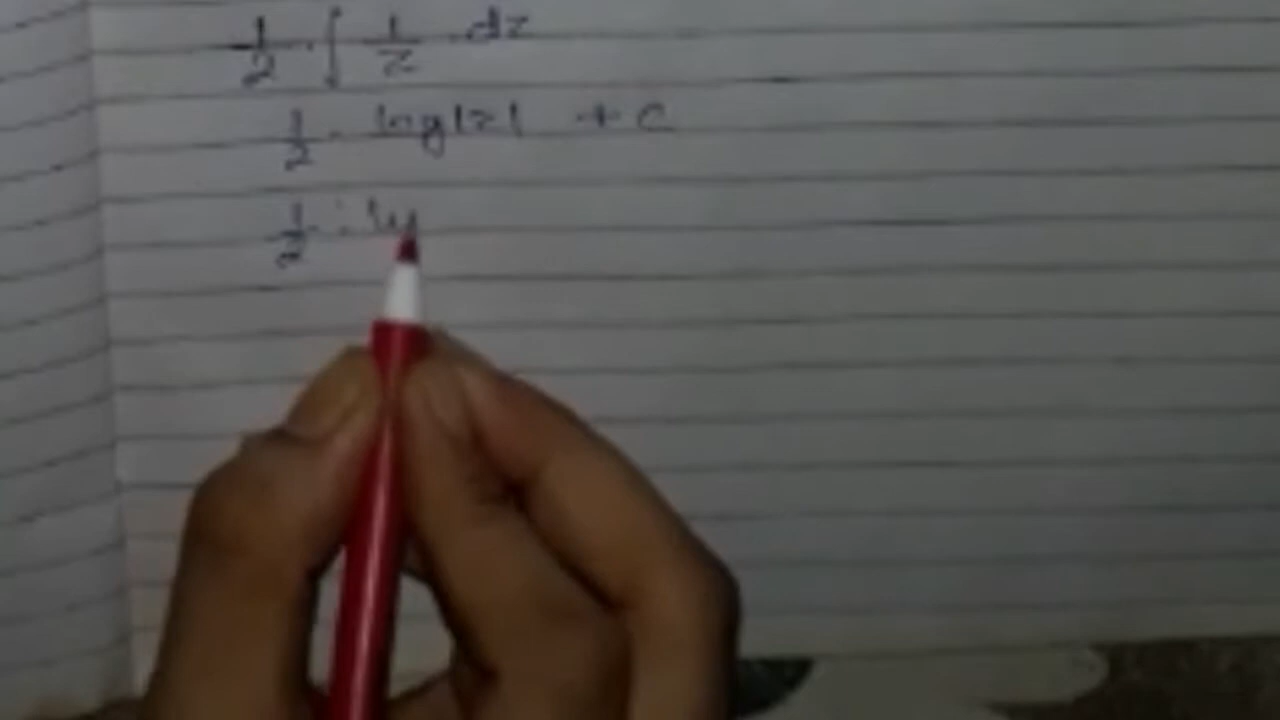 1/2 · ∫ 1/z · dz
1/2 · log|z| + c
1/2 · lo